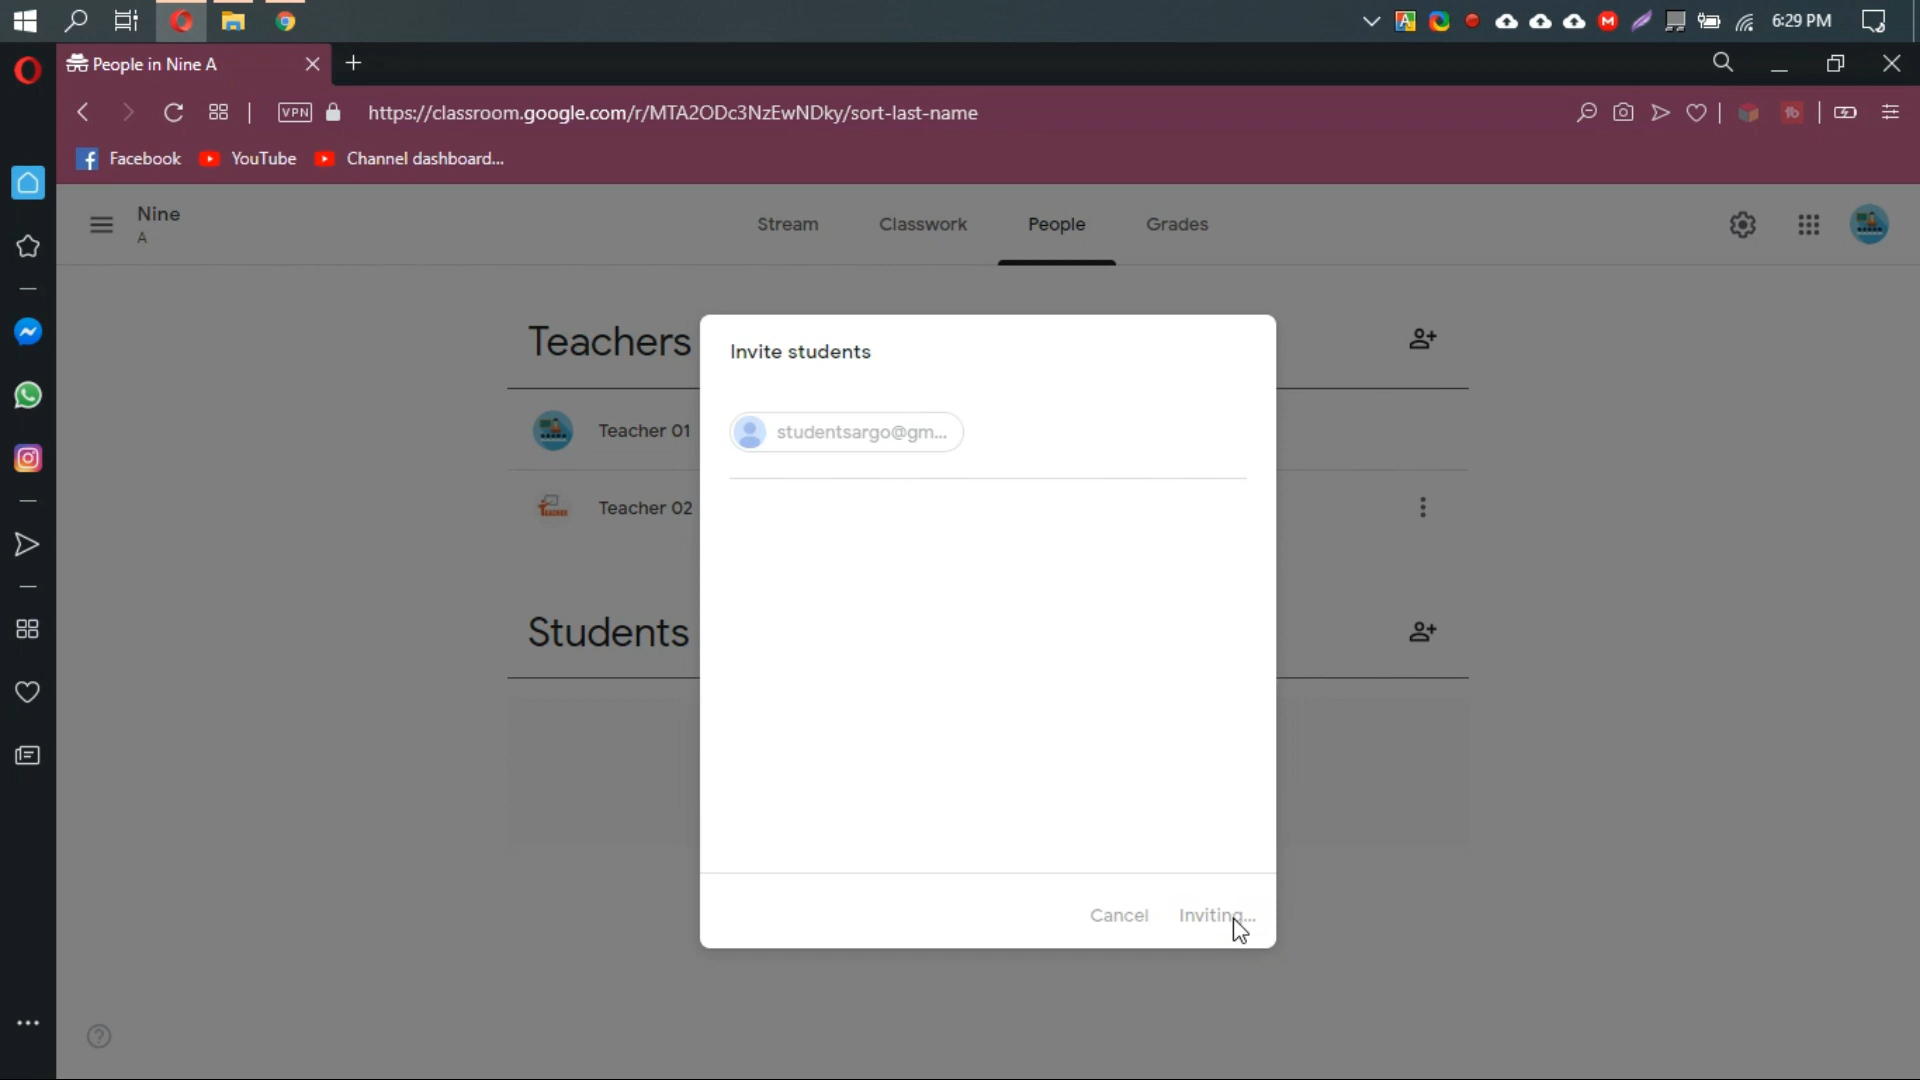 6:29 PM
People in Nine A
VPN
https://classroom.google.com/r/MTA2ODc3NzEwNDky/sort-last-name
Facebook
YouTube
Channel dashboard...
Nine
A
Stream
Classwork
People
Grades
Teachers
Invite students
Teacher 01
studentsargo@gm...
Teacher 02
Students
Cancel
Inviting...